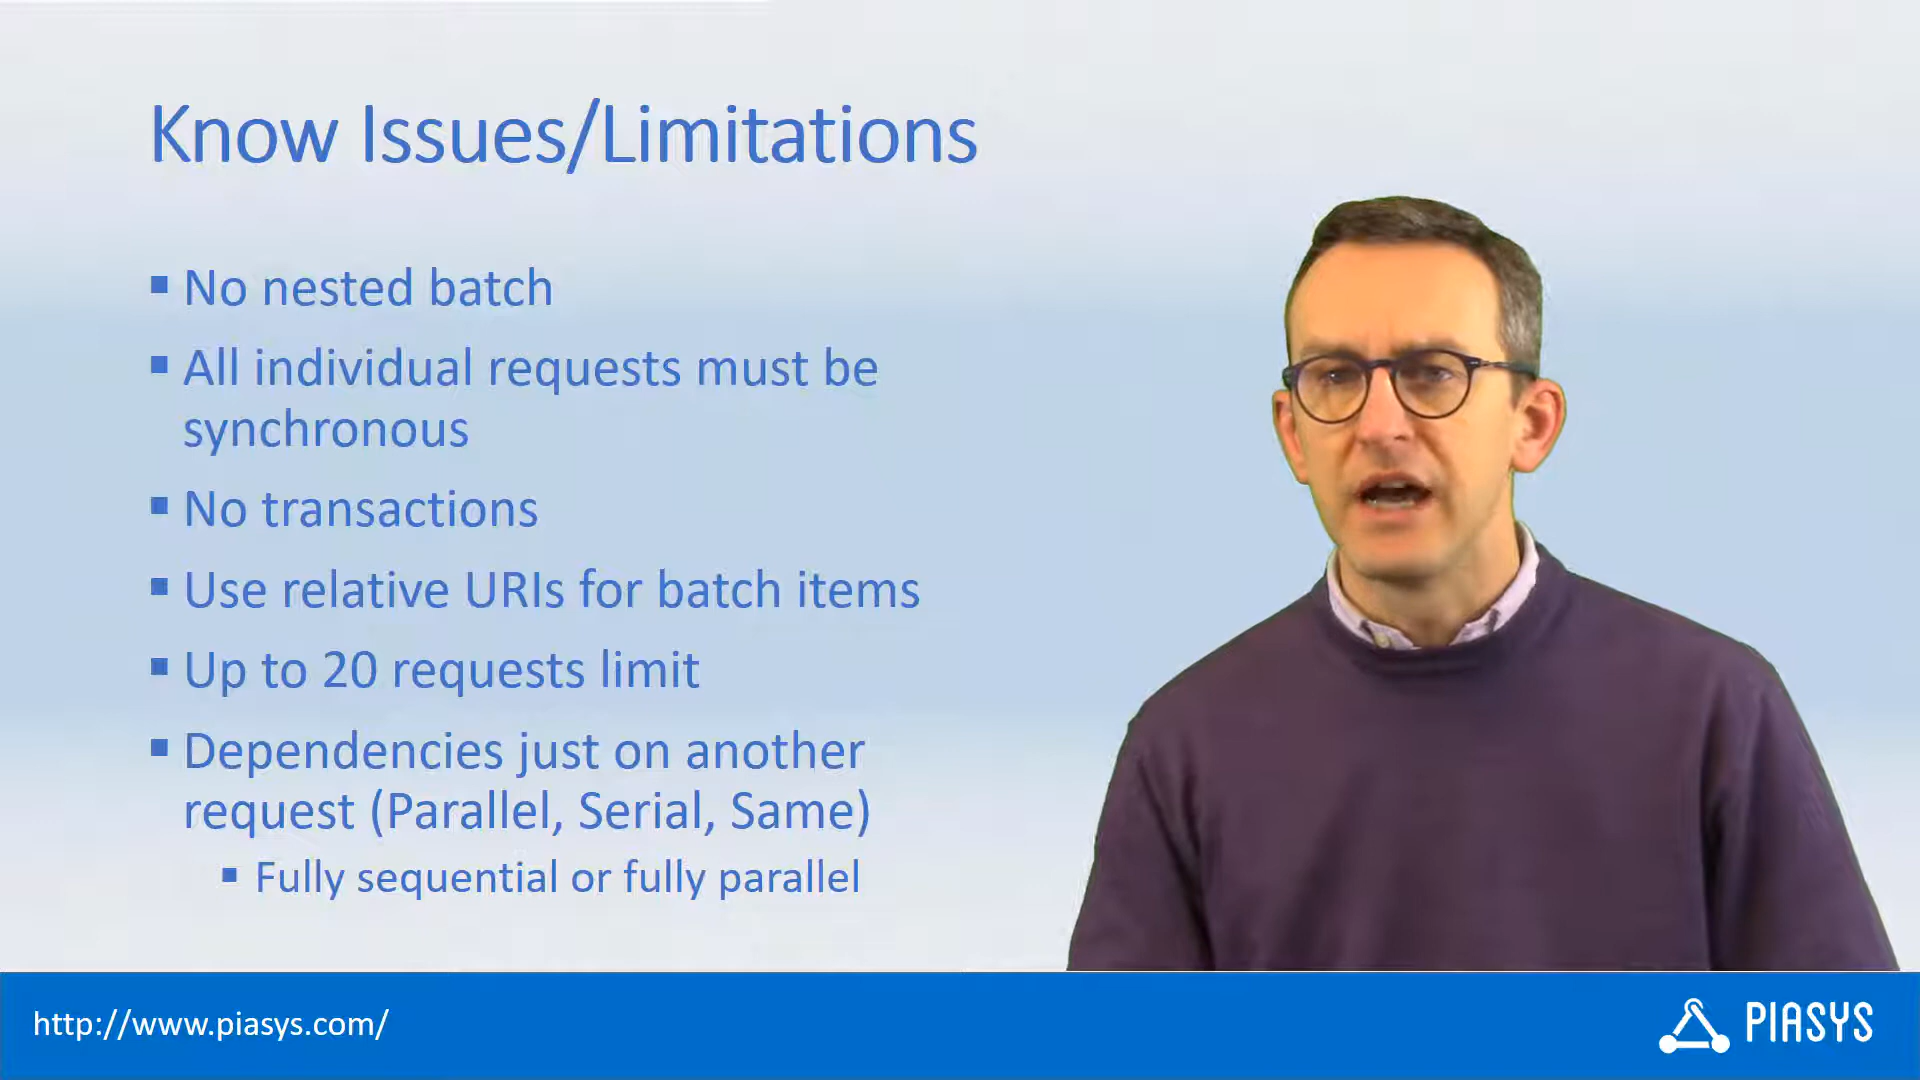 Know Issues/Limitations
▪ No nested batch
▪ All individual requests must be
synchronous
▪ No transactions
▪ Use relative URIs for batch items
▪ Up to 20 requests limit
▪ Dependencies just on another
request (Parallel, Serial, Same)
▪ Fully sequential or fully parallel
http://www.piasys.com/
PIASYS